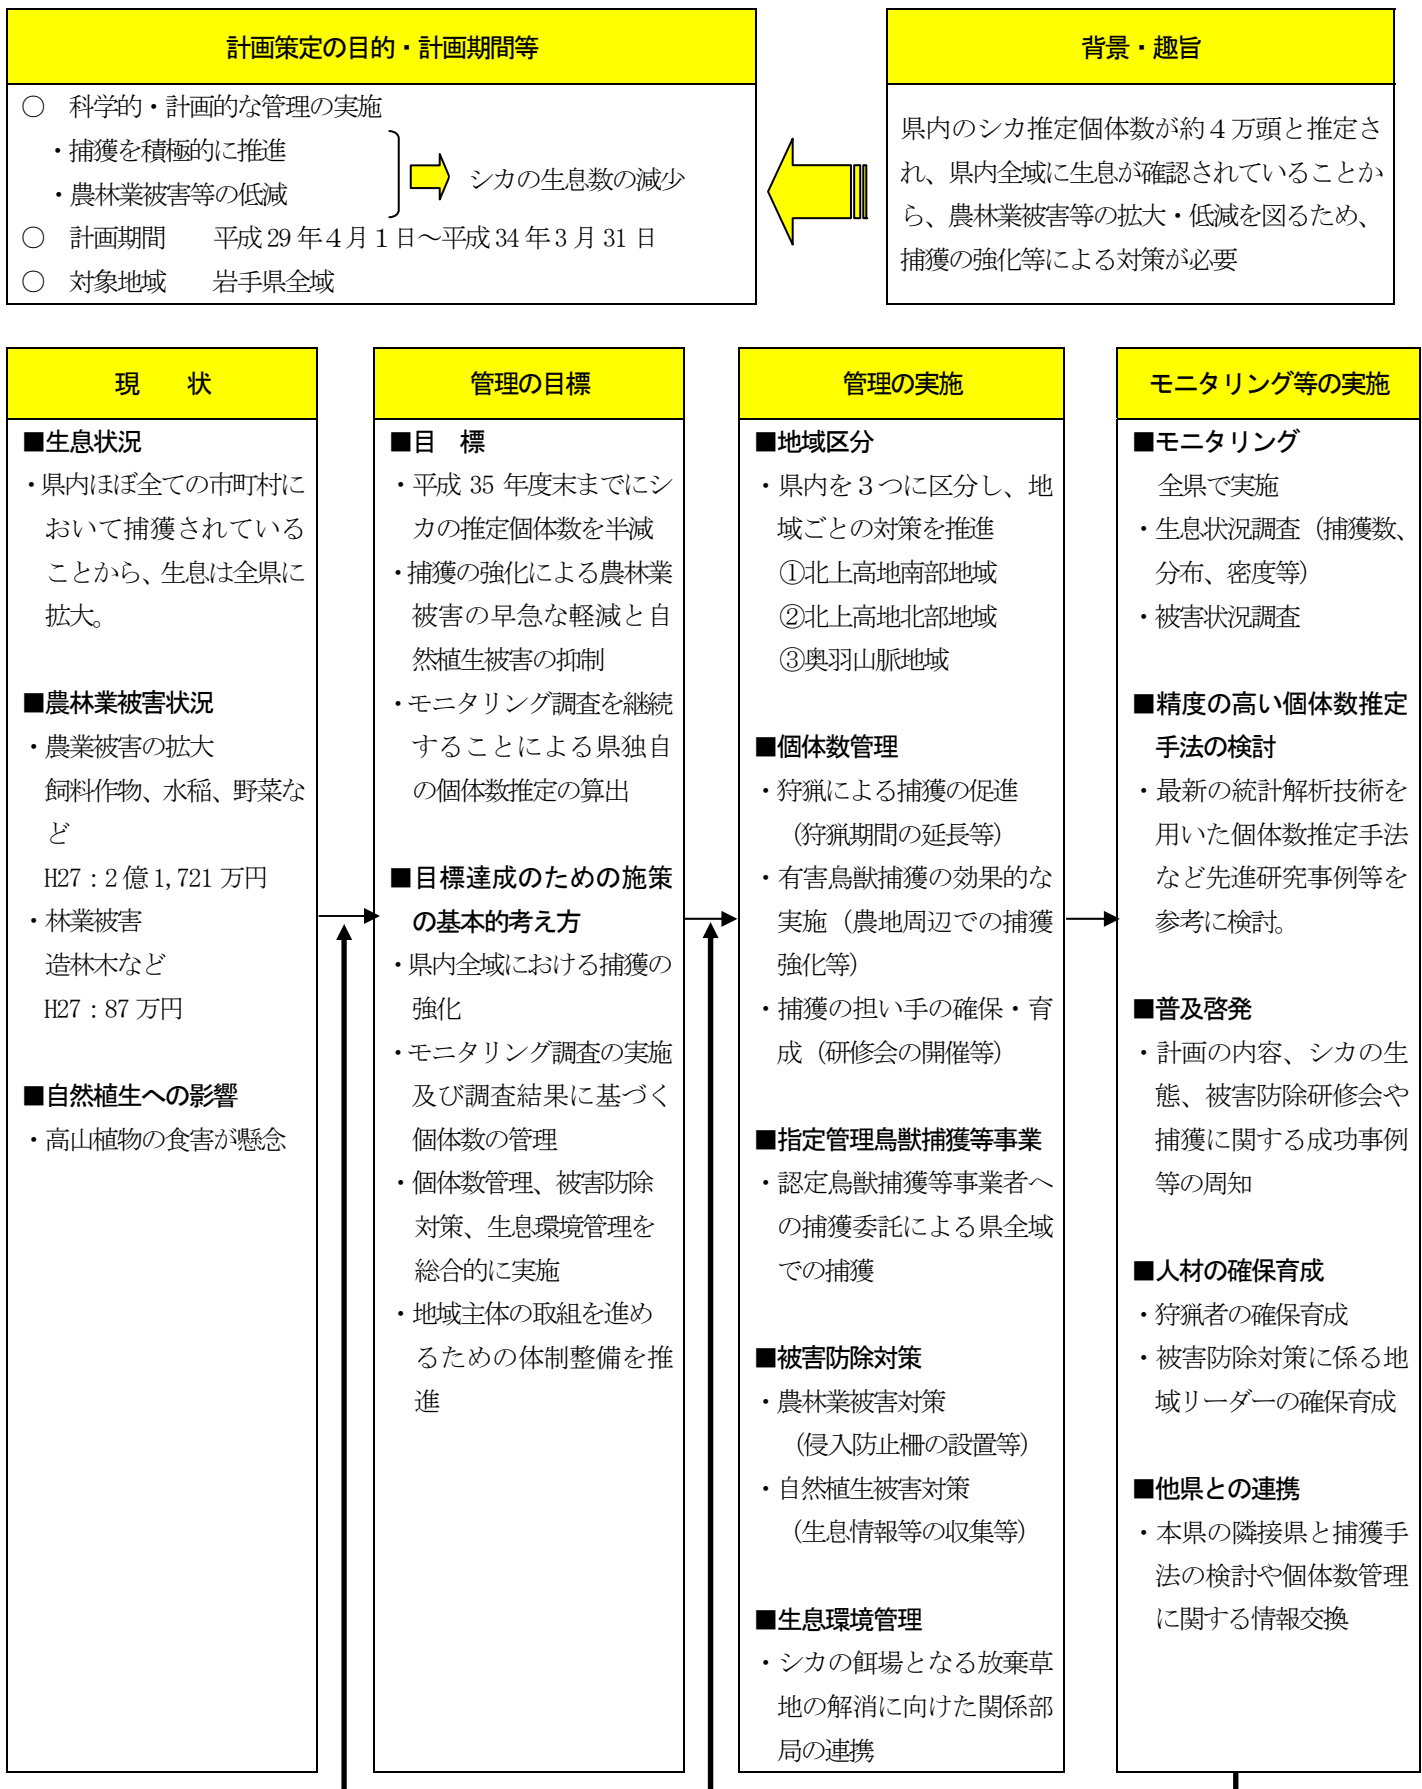 計画策定の目的・計画期間等
○　科学的・計画的な管理の実施
・捕獲を積極的に推進
・農林業被害等の低減
シカの生息数の減少
○　計画期間　　平成29年４月１日～平成34年３月31日
○　対象地域　　岩手県全域
背景・趣旨
県内のシカ推定個体数が約４万頭と推定さ
れ、県内全域に生息が確認されていることか
ら、農林業被害等の拡大・低減を図るため、
捕獲の強化等による対策が必要
現　　状
■生息状況
・県内ほぼ全ての市町村に
おいて捕獲されている
ことから、生息は全県に
拡大。
■農林業被害状況
・農業被害の拡大
飼料作物、水稲、野菜な
ど
H27：2億1,721万円
・林業被害
造林木など
H27：87万円
■自然植生への影響
・高山植物の食害が懸念
管理の目標
■目　標
・平成 35 年度末までにシ
カの推定個体数を半減
・捕獲の強化による農林業
被害の早急な軽減と自
然植生被害の抑制
・モニタリング調査を継続
することによる県独自
の個体数推定の算出
■目標達成のための施策
の基本的考え方
・県内全域における捕獲の
強化
・モニタリング調査の実施
及び調査結果に基づく
個体数の管理
・個体数管理、被害防除
対策、生息環境管理を
総合的に実施
・地域主体の取組を進め
るための体制整備を推
進
管理の実施
■地域区分
・県内を３つに区分し、地
域ごとの対策を推進
①北上高地南部地域
②北上高地北部地域
③奥羽山脈地域
■個体数管理
・狩猟による捕獲の促進
（狩猟期間の延長等）
・有害鳥獣捕獲の効果的な
実施（農地周辺での捕獲
強化等）
・捕獲の担い手の確保・育
成（研修会の開催等）
■指定管理鳥獣捕獲等事業
・認定鳥獣捕獲等事業者へ
の捕獲委託による県全域
での捕獲
■被害防除対策
・農林業被害対策
（侵入防止柵の設置等）
・自然植生被害対策
（生息情報等の収集等）
■生息環境管理
・シカの餌場となる放棄草
地の解消に向けた関係部
局の連携
モニタリング等の実施
■モニタリング
全県で実施
・生息状況調査（捕獲数、
分布、密度等）
・被害状況調査
■精度の高い個体数推定
手法の検討
・最新の統計解析技術を
用いた個体数推定手法
など先進研究事例等を
参考に検討。
■普及啓発
・計画の内容、シカの生
態、被害防除研修会や
捕獲に関する成功事例
等の周知
■人材の確保育成
・狩猟者の確保育成
・被害防除対策に係る地
域リーダーの確保育成
■他県との連携
・本県の隣接県と捕獲手
法の検討や個体数管理
に関する情報交換